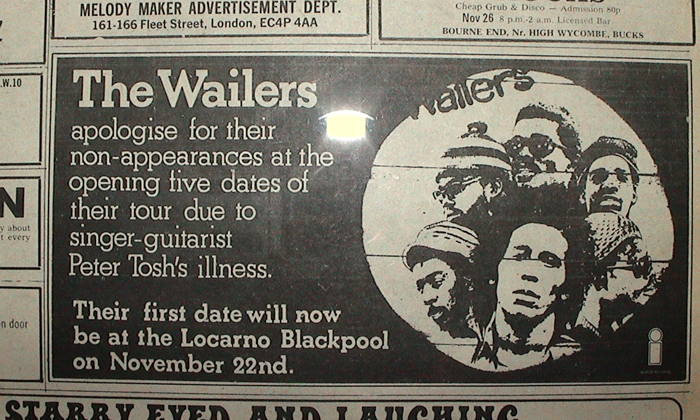 MELODY MAKER ADVERTISEMENT DEPT.
161-166 Fleet Street, London, EC4P 4AA
Cheap Grub & Disco — Admission 80p
Nov 26 8 p.m.-2 a.m. Licensed Bar
BOURNE END, Nr. HIGH WYCOMBE, BUCKS
.W.10
N
y about
t every
n door
The Wailers
apologise for their
non-appearances at the
opening five dates of
their tour due to
singer-guitarist
Peter Tosh's illness.
Their first date will now
be at the Locarno Blackpool
on November 22nd.
Wailers
STARRY EYED AND LAUGHING